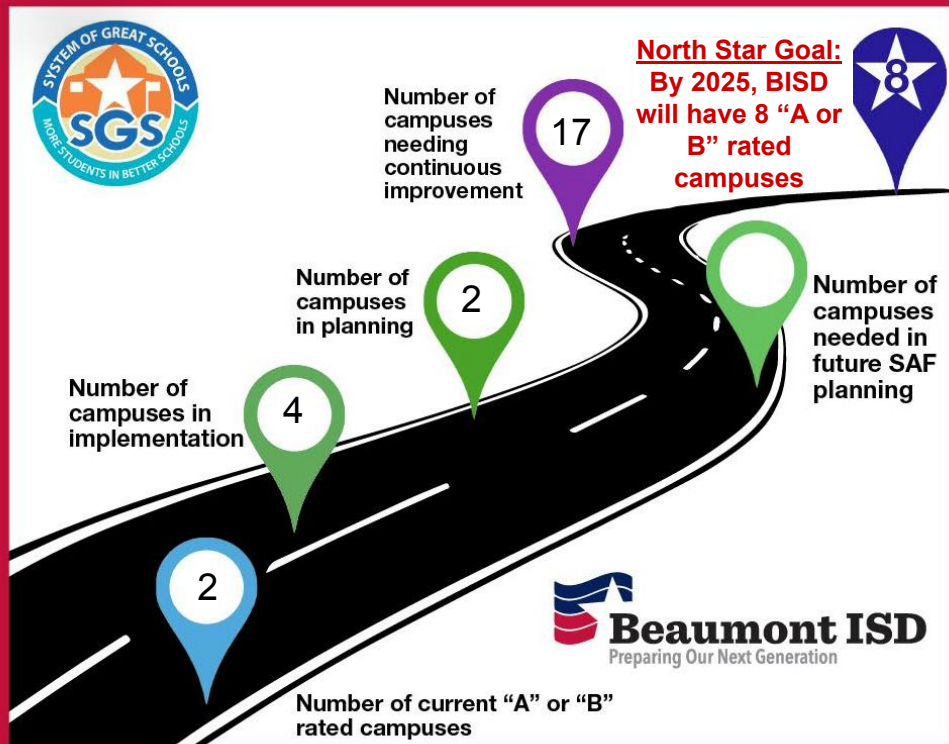 SYSTEM OF GREAT SCHOOLS
SGS
MORE STUDENTS IN BETTER SCHOOLS
North Star Goal:
By 2025, BISD
will have 8 “A or
B” rated
campuses
8
Number of
campuses
needing
continuous
improvement
17
Number of
campuses
in planning
2
Number of
campuses
needed in
future SAF
planning
Number of
campuses in
implementation
4
2
Number of current “A” or “B”
rated campuses
Beaumont ISD
Preparing Our Next Generation